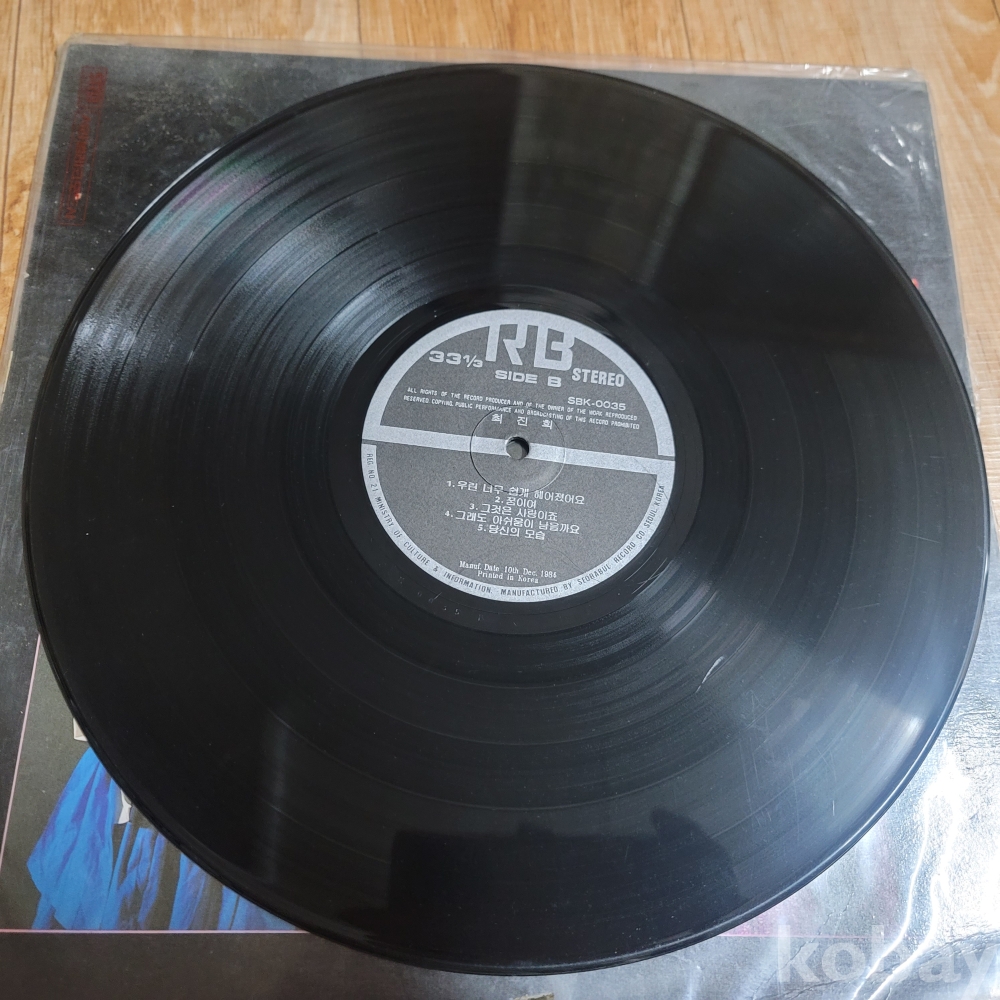 RB
33⅓
SIDE B
STEREO
SBK-0035
ALL RIGHTS OF THE RECORD PRODUCER AND OF THE OWNER OF THE WORK REPRODUCED
RESERVED. COPYING, PUBLIC PERFORMANCE AND BROADCASTING OF THIS RECORD PROHIBITED
최 진 희
1. 우린 너무 쉽게 헤어졌어요
2. 꿈이여
3. 그것은 사랑이죠
4. 그래도 아쉬움이 남을까요
5. 당신의 모습
Manuf. Date 10th Dec. 1984
Printed in Korea
REG. NO. 21 MINISTRY OF CULTURE & INFORMATION, MANUFACTURED BY SEORABUL RECORD CO. SEOUL KOREA
kobay